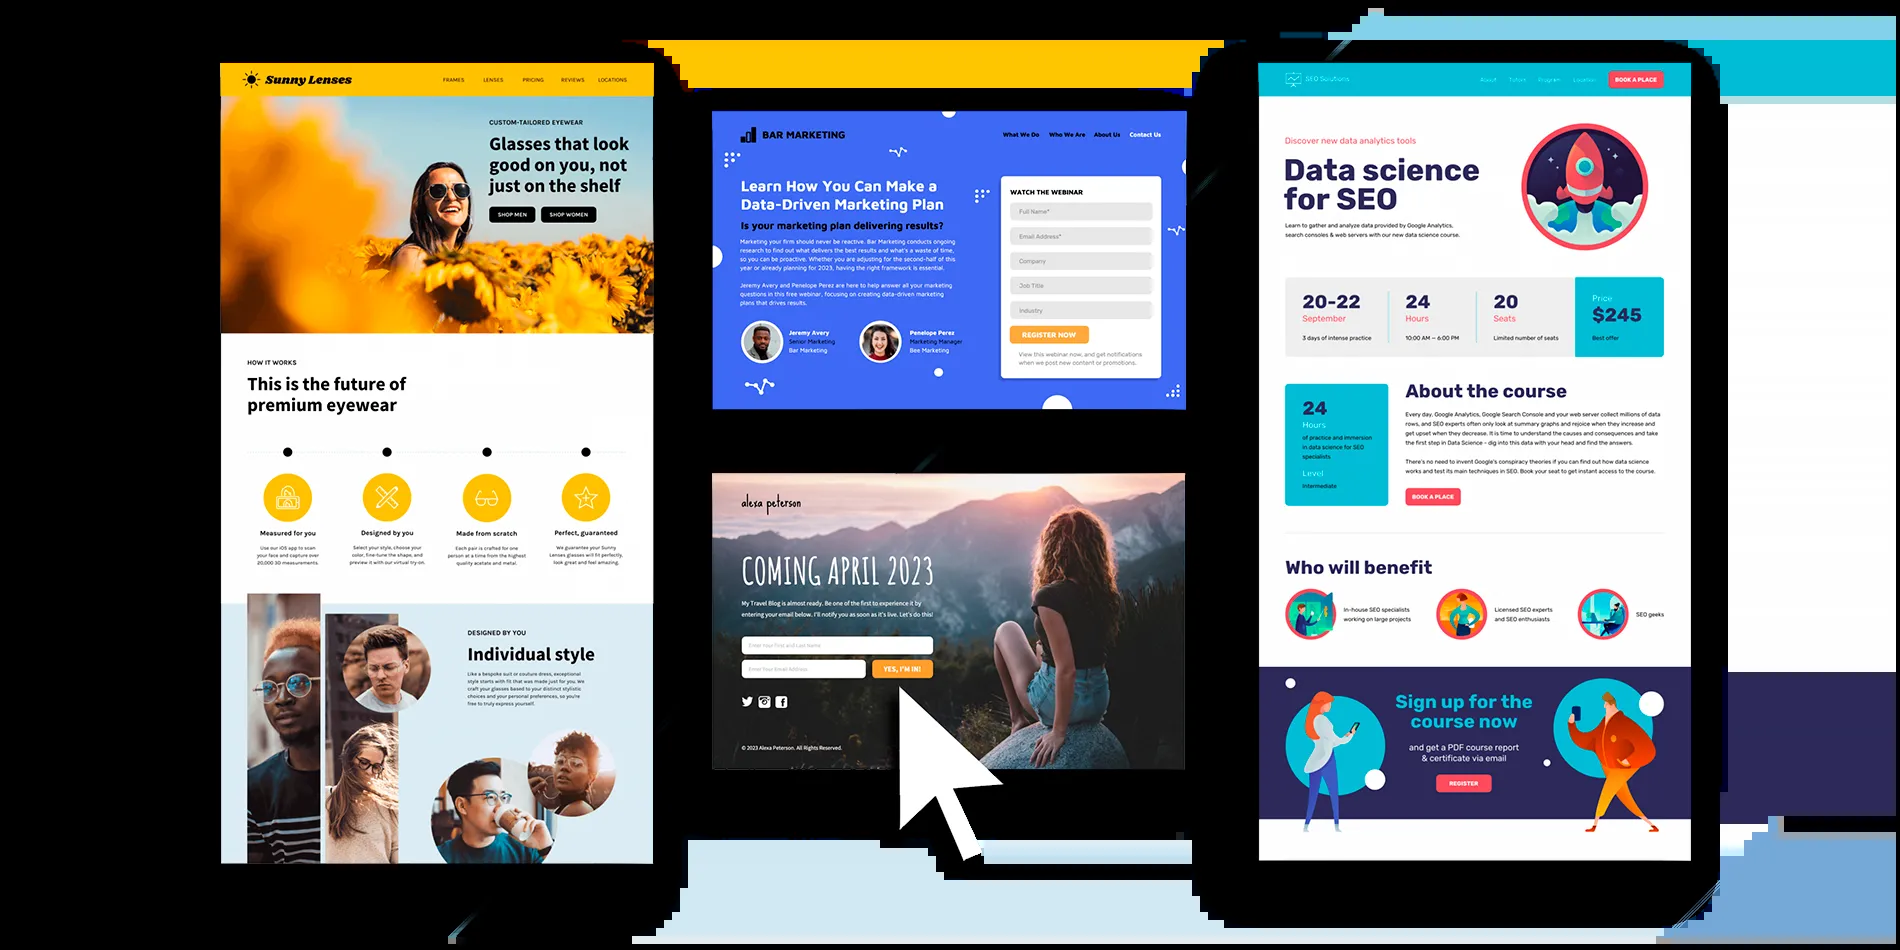 Sunny Lenses
FRAMES LENSES PRICING REVIEWS LOCATIONS
CUSTOM-TAILORED EYEWEAR
Glasses that look
good on you, not
just on the shelf
SHOP MEN SHOP WOMEN
HOW IT WORKS
This is the future of
premium eyewear
Measured for you
Use our iOS app to scan
your face and capture over
20,000 3D measurements.
Designed by you
Select your style, choose your
color, fine-tune the shape, and
preview it with our virtual try-on.
Made from scratch
Each pair is crafted for one
person at a time from the highest
quality acetate and metal.
Perfect, guaranteed
We guarantee your Sunny
Lenses glasses will fit perfectly,
look great and feel amazing.
DESIGNED BY YOU
Individual style
Like a bespoke suit or couture dress, exceptional
style starts with fit that was made just for you. We
craft your glasses based to your distinct stylistic
choices and your personal preferences, so you're
free to truly express yourself.
BAR MARKETING
What We Do Who We Are About Us Contact Us
Learn How You Can Make a
Data-Driven Marketing Plan
Is your marketing plan delivering results?
Marketing your firm should never be reactive. Bar Marketing conducts ongoing
research to find out what delivers the best results and what's a waste of time,
so you can be proactive. Whether you are adjusting for the second-half of this
year or already planning for 2023, having the right framework is essential.
Jeremy Avery and Penelope Perez are here to help answer all your marketing
questions in this free webinar, focusing on creating data-driven marketing
plans that drives results.
Jeremy Avery
Senior Marketing
Bar Marketing
Penelope Perez
Marketing Manager
Bee Marketing
WATCH THE WEBINAR
Full Name*
Email Address*
Company
Job Title
Industry
REGISTER NOW
View this webinar now, and get notifications
when we post new content or promotions.
alexa peterson
COMING APRIL 2023
My Travel Blog is almost ready. Be one of the first to experience it by
entering your email below. I'll notify you as soon as it's live. Let's do this!
Enter Your First and Last Name
Enter Your Email Address
YES, I'M IN!
© 2023 Alexa Peterson. All Rights Reserved.
SEO Solutions
About Tutors Program Location BOOK A PLACE
Discover new data analytics tools
Data science
for SEO
Learn to gather and analyze data provided by Google Analytics,
search consoles & web servers with our new data science course.
20-22
September
3 days of intense practice
24
Hours
10:00 AM – 6:00 PM
20
Seats
Limited number of seats
Price
$245
Best offer
24
Hours
of practice and immersion
in data science for SEO
specialists
Level
Intermediate
About the course
Every day, Google Analytics, Google Search Console and your web server collect millions of data
rows, and SEO experts often only look at summary graphs and rejoice when they increase and
get upset when they decrease. It is time to understand the causes and consequences and take
the first step in Data Science – dig into this data with your head and find the answers.
There's no need to invent Google's conspiracy theories if you can find out how data science
works and test its main techniques in SEO. Book your seat to get instant access to the course.
BOOK A PLACE
Who will benefit
In-house SEO specialists
working on large projects
Licensed SEO experts
and SEO enthusiasts
SEO geeks
Sign up for the
course now
and get a PDF course report
& certificate via email
REGISTER